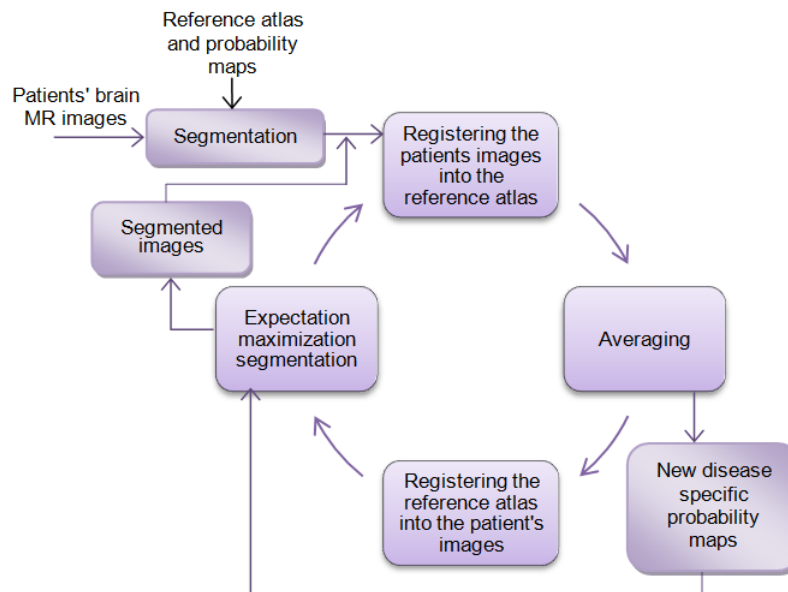 Reference atlas
and probability
maps
Patients' brain
MR images
Segmentation
Registering the
patients images
into the
reference atlas
Segmented
images
Expectation
maximization
segmentation
Averaging
Registering the
reference atlas
into the patient's
images
New disease
specific
probability
maps